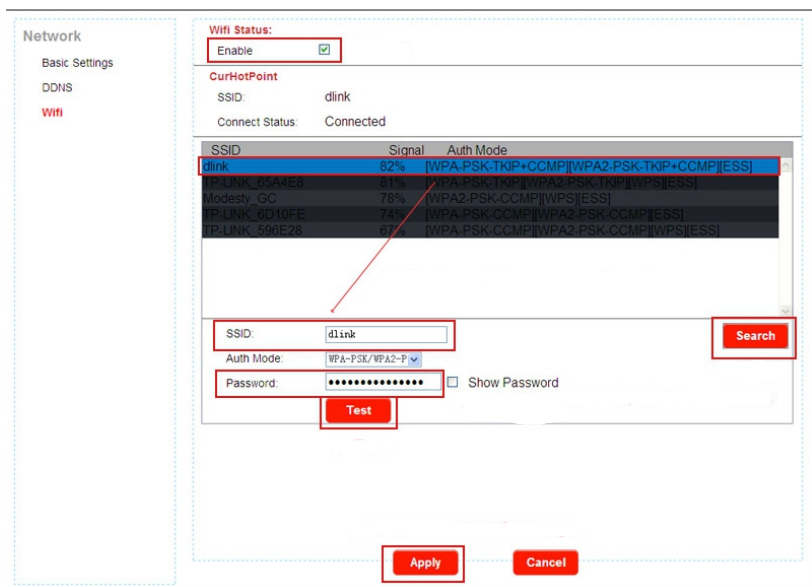 Network
Basic Settings
DDNS
Wifi
Wifi Status:
Enable
CurHotPoint
SSID: dlink
Connect Status: Connected
SSID Signal Auth Mode
dlink 82% [WPA-PSK-TKIP+CCMP][WPA2-PSK-TKIP+CCMP][ESS]
TP-LINK_65A4E8 81% [WPA-PSK-TKIP][WPA2-PSK-TKIP][WPS][ESS]
Modesty_GC 78% [WPA2-PSK-CCMP][WPS][ESS]
TP-LINK_6D10FE 74% [WPA-PSK-CCMP][WPA2-PSK-CCMP][ESS]
TP-LINK_596E28 67% [WPA-PSK-CCMP][WPA2-PSK-CCMP][WPS][ESS]
SSID: dlink
Search
Auth Mode: WPA-PSK/WPA2-P
Password: ●●●●●●●●●●●●●●● Show Password
Test
Apply Cancel